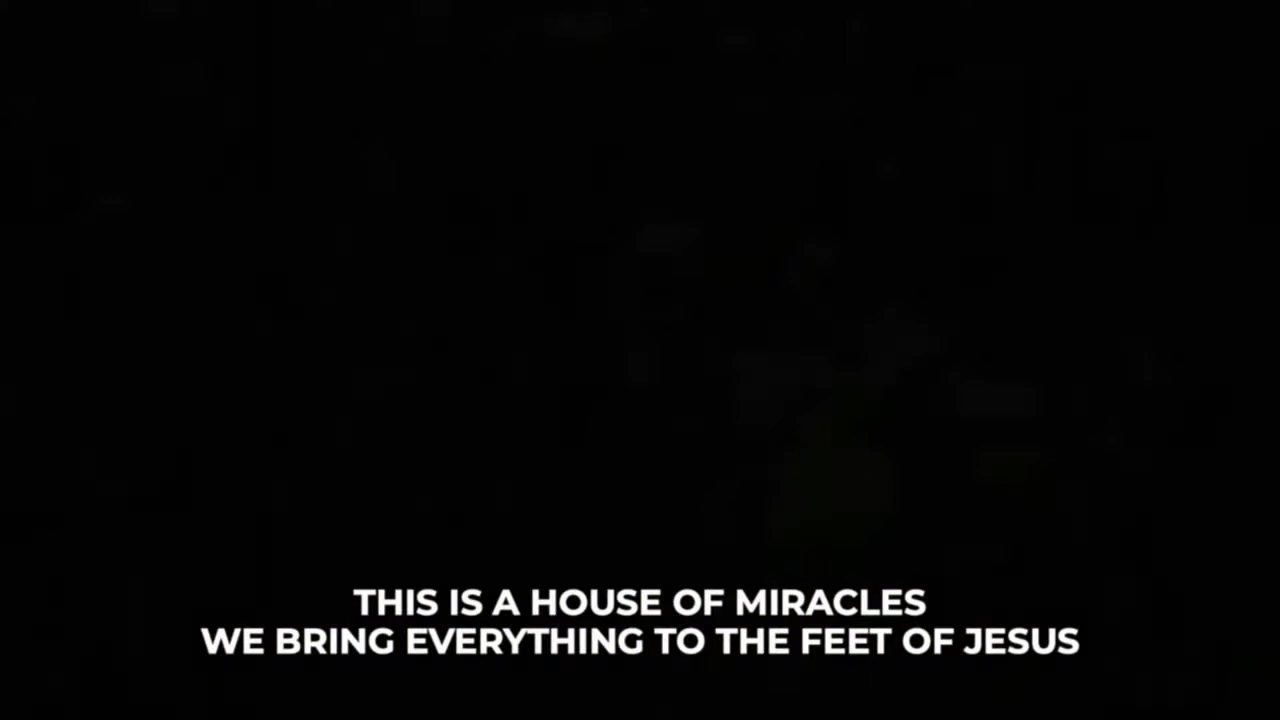 THIS IS A HOUSE OF MIRACLES
WE BRING EVERYTHING TO THE FEET OF JESUS